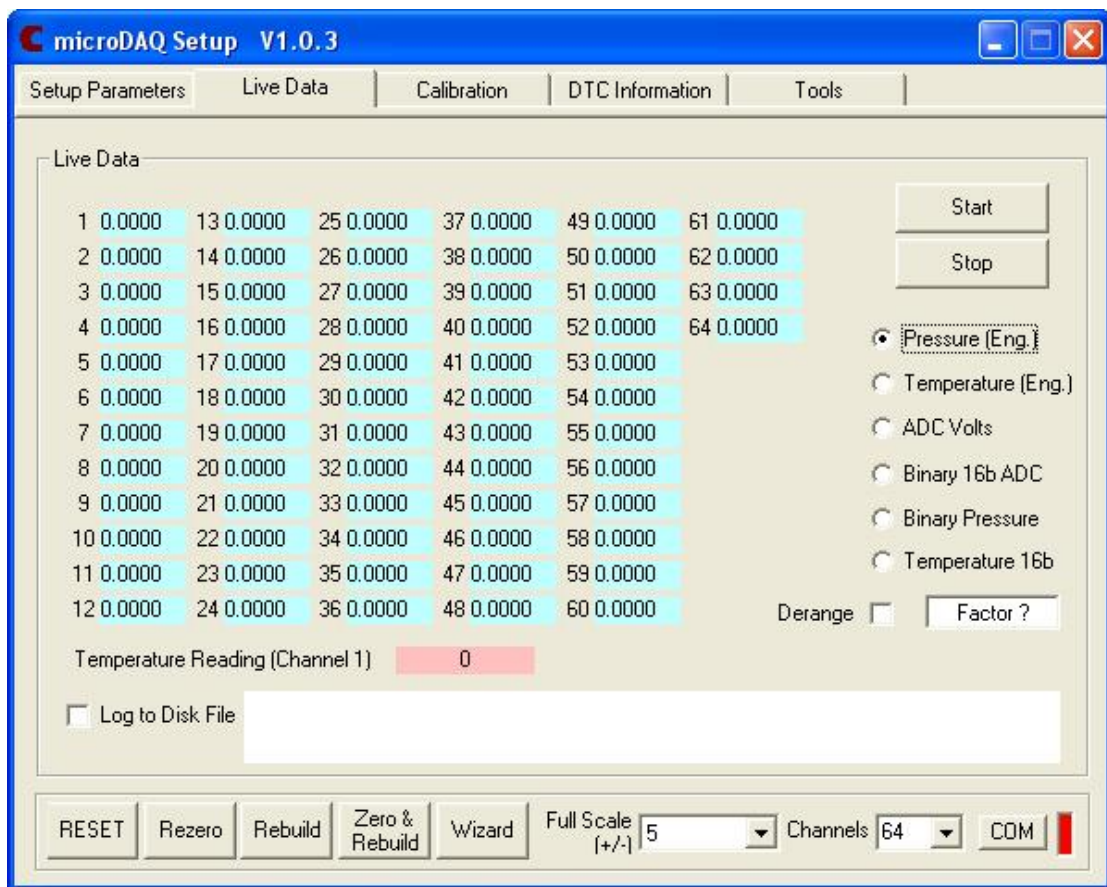 microDAQ Setup V1.0.3
Setup Parameters Live Data Calibration DTC Information Tools
Live Data
1 0.0000 13 0.0000 25 0.0000 37 0.0000 49 0.0000 61 0.0000
2 0.0000 14 0.0000 26 0.0000 38 0.0000 50 0.0000 62 0.0000
3 0.0000 15 0.0000 27 0.0000 39 0.0000 51 0.0000 63 0.0000
4 0.0000 16 0.0000 28 0.0000 40 0.0000 52 0.0000 64 0.0000
5 0.0000 17 0.0000 29 0.0000 41 0.0000 53 0.0000
6 0.0000 18 0.0000 30 0.0000 42 0.0000 54 0.0000
7 0.0000 19 0.0000 31 0.0000 43 0.0000 55 0.0000
8 0.0000 20 0.0000 32 0.0000 44 0.0000 56 0.0000
9 0.0000 21 0.0000 33 0.0000 45 0.0000 57 0.0000
10 0.0000 22 0.0000 34 0.0000 46 0.0000 58 0.0000
11 0.0000 23 0.0000 35 0.0000 47 0.0000 59 0.0000
12 0.0000 24 0.0000 36 0.0000 48 0.0000 60 0.0000
Start
Stop
Pressure (Eng.)
Temperature (Eng.)
ADC Volts
Binary 16b ADC
Binary Pressure
Temperature 16b
Derange Factor ?
Temperature Reading (Channel 1) 0
Log to Disk File
RESET Rezero Rebuild Zero &
Rebuild Wizard Full Scale
(+/-) 5 Channels 64 COM